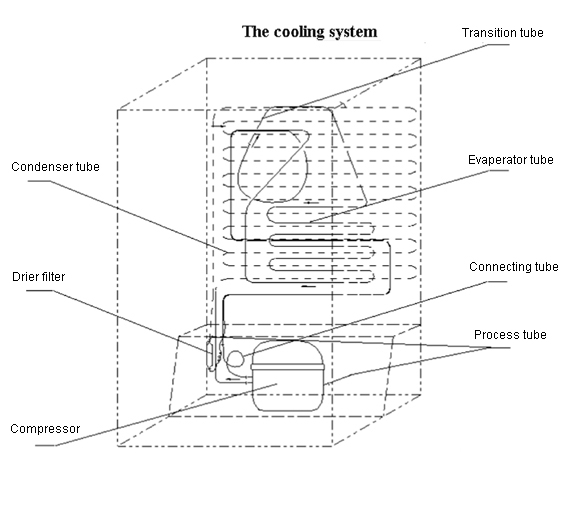 The cooling system
Transition tube
Condenser tube
Evaperator tube
Drier filter
Connecting tube
Process tube
Compressor